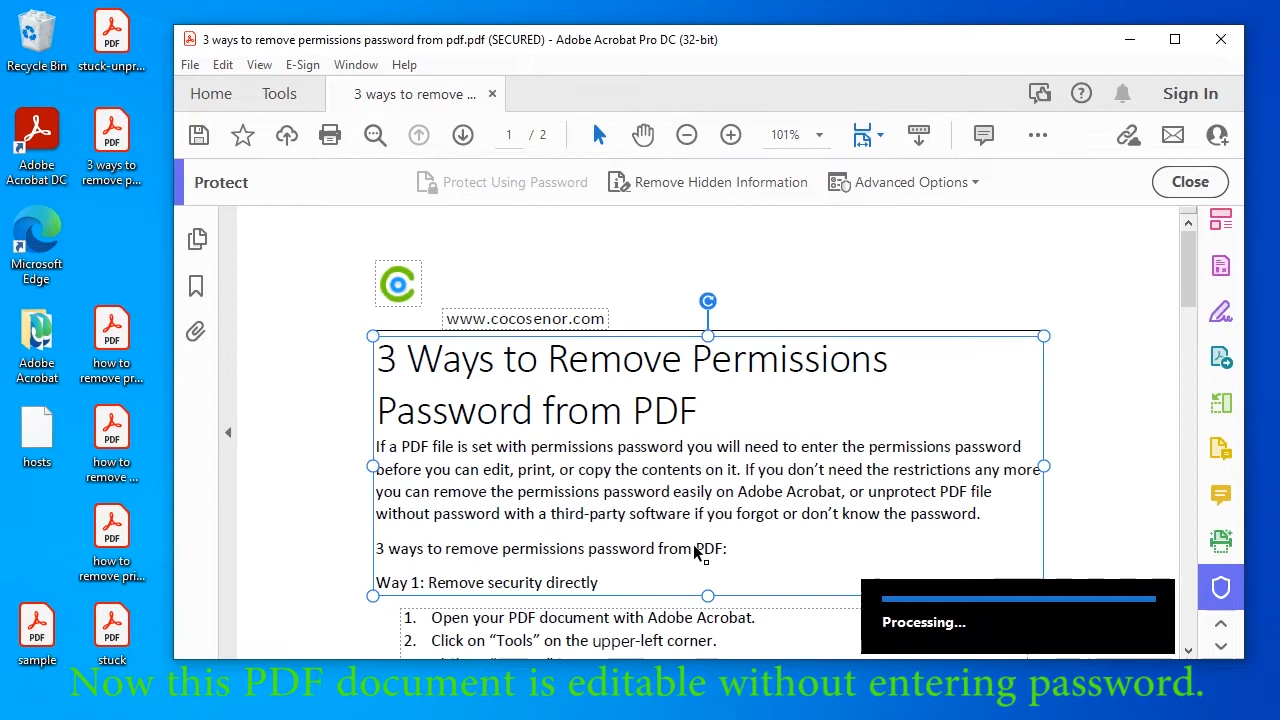 Recycle Bin
stuck-unpr...
Adobe
Acrobat DC
3 ways to
remove p...
Microsoft
Edge
Adobe
Acrobat
how to
remove pr...
hosts
how to
remove ...
how to
remove pri...
sample
stuck
3 ways to remove permissions password from pdf.pdf (SECURED) - Adobe Acrobat Pro DC (32-bit)
File Edit View E-Sign Window Help
Home Tools 3 ways to remove ... Sign In
1 / 2 101%
Protect Protect Using Password Remove Hidden Information Advanced Options Close
www.cocosenor.com
3 Ways to Remove Permissions
Password from PDF
If a PDF file is set with permissions password you will need to enter the permissions password
before you can edit, print, or copy the contents on it. If you don’t need the restrictions any more
you can remove the permissions password easily on Adobe Acrobat, or unprotect PDF file
without password with a third-party software if you forgot or don’t know the password.
3 ways to remove permissions password from PDF:
Way 1: Remove security directly
1. Open your PDF document with Adobe Acrobat.
2. Click on “Tools” on the upper-left corner.
Processing...
Now this PDF document is editable without entering password.